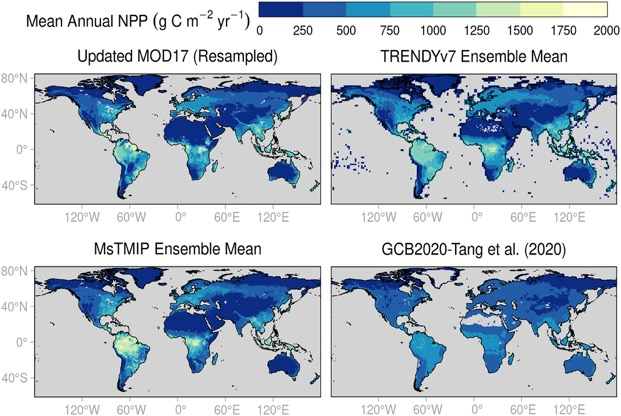 Mean Annual NPP (g C m−2 yr−1)
0 250 500 750 1000 1250 1500 1750 2000
Updated MOD17 (Resampled) TRENDYv7 Ensemble Mean
80°N
40°N
0°
40°S
120°W 60°W 0° 60°E 120°E 120°W 60°W 0° 60°E 120°E
MsTMIP Ensemble Mean GCB2020-Tang et al. (2020)
80°N
40°N
0°
40°S
120°W 60°W 0° 60°E 120°E 120°W 60°W 0° 60°E 120°E